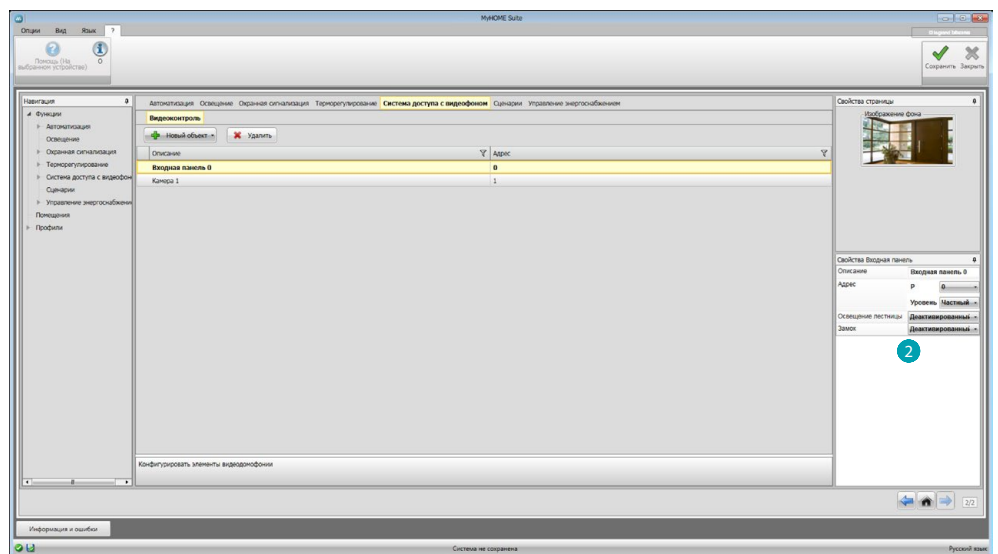 MyHOME Suite
Опции Вид Язык ?
Помощь (На выбранном устройстве) О
Сохранить Закрыть
Навигация
Функции
Автоматизация
Освещение
Охранная сигнализация
Терморегулирование
Система доступа с видеофон
Сценарии
Управление энергоснабжени
Помещения
Профили
Автоматизация Освещение Охранная сигнализация Терморегулирование Система доступа с видеофоном Сценарии Управление энергоснабжением
Видеоконтроль
Новый объект Удалить
Описание Адрес
Входная панель 0 0
Камера 1 1
Конфигурировать элементы видеодомофонии
Свойства страницы
Изображение фона
Свойства Входная панель
Описание Входная панель 0
Адрес P 0
Уровень Частный
Освещение лестницы Деактивированный
Замок Деактивированный
2
2/2
Информация и ошибки
Система не сохранена Русский язык